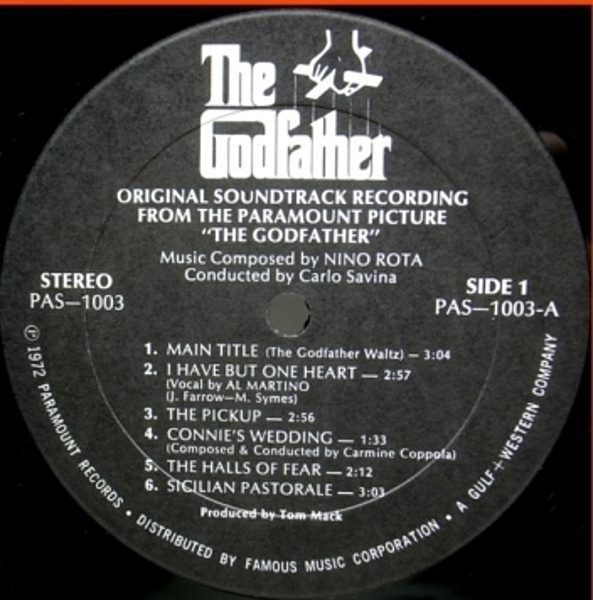 The
Godfather
ORIGINAL SOUNDTRACK RECORDING
FROM THE PARAMOUNT PICTURE
"THE GODFATHER"
Music Composed by NINO ROTA
Conducted by Carlo Savina
STEREO
PAS—1003
SIDE 1
PAS—1003-A
1. MAIN TITLE (The Godfather Waltz) — 3:04
2. I HAVE BUT ONE HEART — 2:57
(Vocal by AL MARTINO
(J. Farrow—M. Symes)
3. THE PICKUP — 2:56
4. CONNIE'S WEDDING — 1:33
(Composed & Conducted by Carmine Coppola)
5. THE HALLS OF FEAR — 2:12
6. SICILIAN PASTORALE — 3:03
Produced by Tom Mack
℗ 1972 PARAMOUNT RECORDS • DISTRIBUTED BY FAMOUS MUSIC CORPORATION • A GULF+WESTERN COMPANY